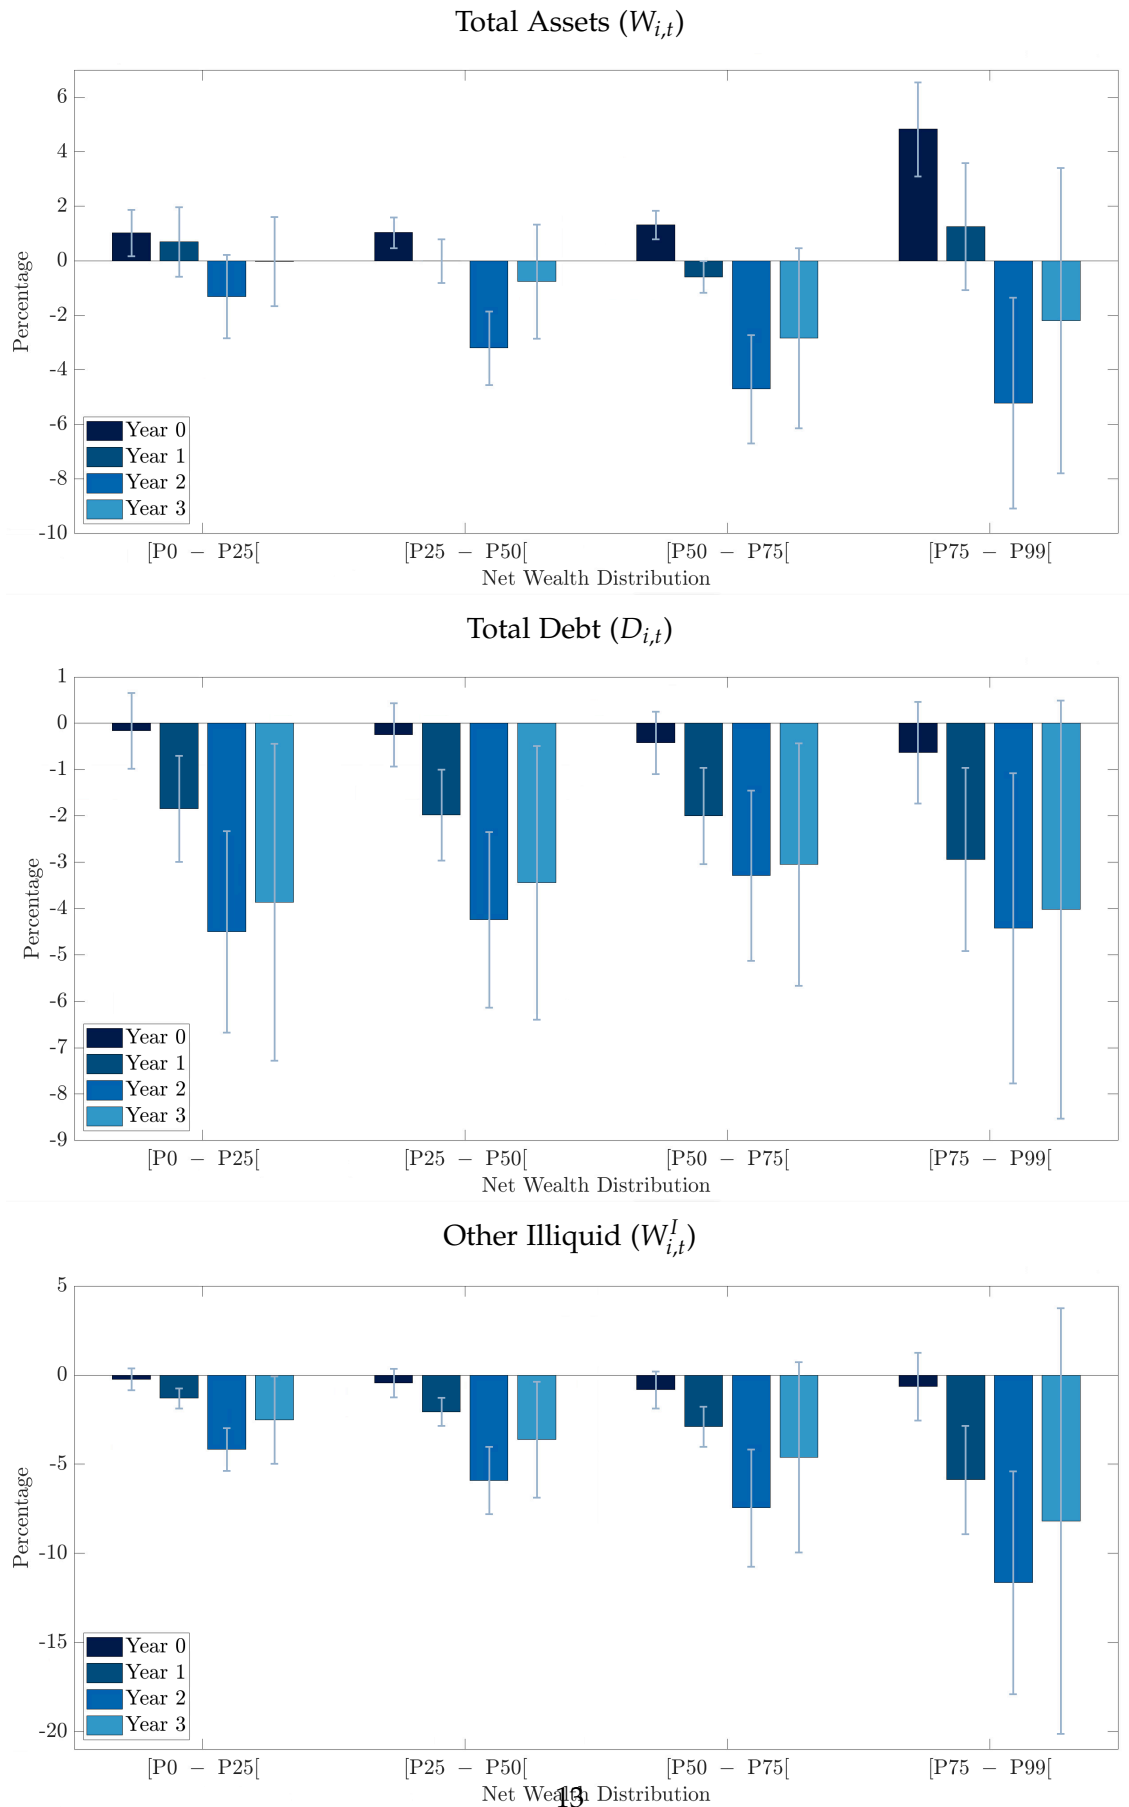 Total Assets (W_{i,t})
6
4
2
0
-2
-4
-6
-8
-10
Percentage
Year 0
Year 1
Year 2
Year 3
[P0 − P25[ [P25 − P50[ [P50 − P75[ [P75 − P99[
Net Wealth Distribution
Total Debt (D_{i,t})
1
0
-1
-2
-3
-4
-5
-6
-7
-8
-9
Percentage
Year 0
Year 1
Year 2
Year 3
[P0 − P25[ [P25 − P50[ [P50 − P75[ [P75 − P99[
Net Wealth Distribution
Other Illiquid (W^I_{i,t})
5
0
-5
-10
-15
-20
Percentage
Year 0
Year 1
Year 2
Year 3
[P0 − P25[ [P25 − P50[ [P50 − P75[ [P75 − P99[
Net Wealth Distribution